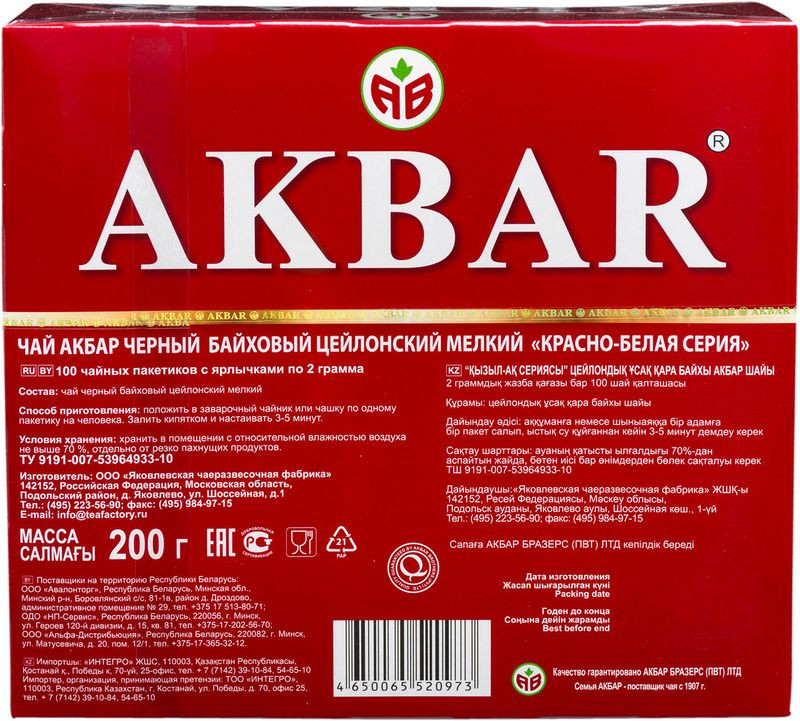 AB
AKBAR®
AKBAR AKBAR AKBAR AKBAR AKBAR AKBAR AKBAR
ЧАЙ АКБАР ЧЕРНЫЙ БАЙХОВЫЙ ЦЕЙЛОНСКИЙ МЕЛКИЙ «КРАСНО-БЕЛАЯ СЕРИЯ»
RU BY 100 чайных пакетиков с ярлычками по 2 грамма
Состав: чай черный байховый цейлонский мелкий
Способ приготовления: положить в заварочный чайник или чашку по одному
пакетику на человека. Залить кипятком и настаивать 3-5 минут.
Условия хранения: хранить в помещении с относительной влажностью воздуха
не выше 70 %, отдельно от резко пахнущих продуктов.
ТУ 9191-007-53964933-10
Изготовитель: ООО «Яковлевская чаеразвесочная фабрика»
142152, Российская Федерация, Московская область,
Подольский район, д. Яковлево, ул. Шоссейная, д.1
Тел.: (495) 223-56-90; факс: (495) 984-97-15
E-mail: info@teafactory.ru
KZ "ҚЫЗЫЛ-АҚ СЕРИЯСЫ" ЦЕЙЛОНДЫҚ ҰСАҚ ҚАРА БАЙХЫ АКБАР ШАЙЫ
2 граммдық жазба қағазы бар 100 шай қалташасы
Құрамы: цейлондық ұсақ қара байхы шайы
Дайындау әдісі: аққұманға немесе шыныаяққа бір адамға
бір пакет салып, ыстық су құйғаннан кейін 3-5 минут демдеу керек
Сақтау шарттары: ауаның қатысты ылғалдығы 70%-дан
аспайтын жайда, бөтен иісі бар өнімдерден бөлек сақталуы керек
ТШ 9191-007-53964933-10
Дайындаушы:«Яковлевская чаеразвесочная фабрика» ЖШҚ-ы
142152, Ресей Федерациясы, Мәскеу облысы,
Подольск ауданы, Яковлево аулы, Шоссейная көш., 1-үй
Тел.: (495) 223-56-90; факс: (495) 984-97-15
МАССА
САЛМАҒЫ 200 г
EAC
ДОБРОВОЛЬНАЯ
СЕРТИФИКАЦИЯ
21
PAP
Сапаға АКБАР БРАЗЕРС (ПВТ) ЛТД кепілдік береді
BY Поставщики на территорию Республики Беларусь:
ООО «Авалонторг», Республика Беларусь, Минская обл.,
Минский р-н, Боровлянский с/с, 81-1в, район д. Дроздово,
административное помещение № 29, тел. +375 17 513-80-71;
ОДО «НП-Сервис», Республика Беларусь, 220056, г. Минск,
ул. Героев 120-й дивизии, д. 15, кв. 81, тел. +375-17-202-56-70;
ООО «Альфа-Дистрибьюция», Республика Беларусь, 220082, г. Минск,
ул. Матусевича, д. 20, пом. 12/1, тел. +375-17-365-32-12.
KZ Импортшы: «ИНТЕГРО» ЖШС, 110003, Қазақстан Республикасы,
Қостанай қ., Победы к, 70-үй, 25-офис, тел. + 7 (7142) 39-10-84, 54-65-10
Импортер, организация, принимающая претензии: ТОО «ИНТЕГРО»,
Республика Казахстан, г. Костанай, ул. Победы, д. 70, офис 25,
тел. + 7 (7142) 39-10-84, 54-65-10
4 650065 520973
Дата изготовления
Жасап шығарылған күні
Packing date
Годен до конца
Соңына дейін жарамды
Best before end
AB
Качество гарантировано АКБАР БРАЗЕРС (ПВТ) ЛТД
Семья АКБАР - поставщик чая с 1907 г.